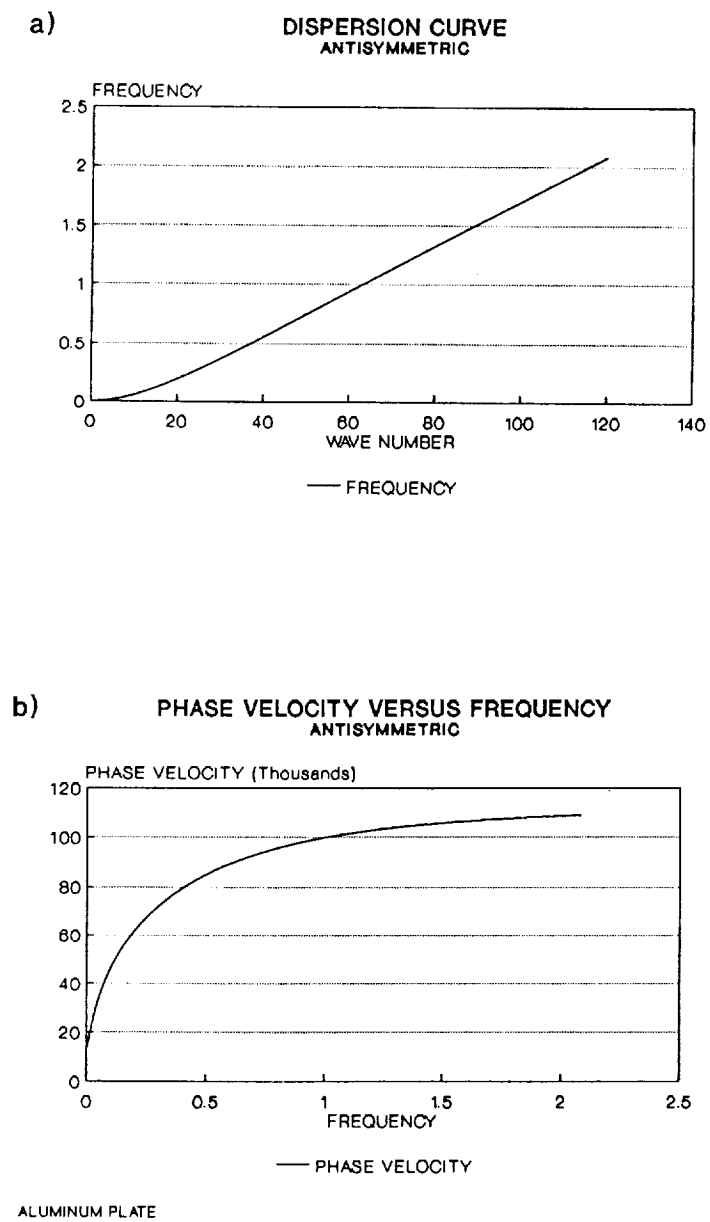 a)
DISPERSION CURVE
ANTISYMMETRIC
FREQUENCY
2.5
2
1.5
1
0.5
0
0 20 40 60 80 100 120 140
WAVE NUMBER
FREQUENCY
b)
PHASE VELOCITY VERSUS FREQUENCY
ANTISYMMETRIC
PHASE VELOCITY (Thousands)
120
100
80
60
40
20
0
0 0.5 1 1.5 2 2.5
FREQUENCY
PHASE VELOCITY
ALUMINUM PLATE